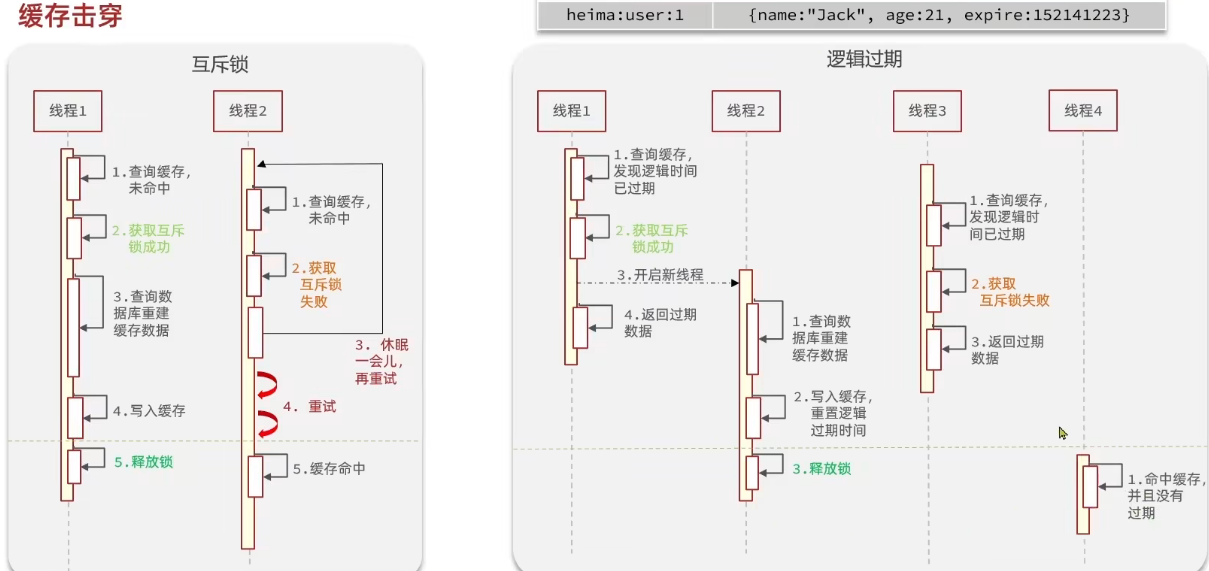 缓存击穿
heima:user:1
{name:"Jack", age:21, expire:152141223}
互斥锁
线程1
线程2
1.查询缓存，
未命中
2.获取互斥
锁成功
3.查询数
据库重建
缓存数据
4.写入缓存
5.释放锁
1.查询缓存，
未命中
2.获取
互斥锁
失败
3. 休眠
一会儿，
再重试
4. 重试
5.缓存命中
逻辑过期
线程1
线程2
线程3
线程4
1.查询缓存，
发现逻辑时间
已过期
2.获取互斥
锁成功
3.开启新线程
4.返回过期
数据
1.查询数
据库重建
缓存数据
2.写入缓存，
重置逻辑
过期时间
3.释放锁
1.查询缓存，
发现逻辑时
间已过期
2.获取
互斥锁失败
3.返回过期
数据
1.命中缓存，
并且没有
过期